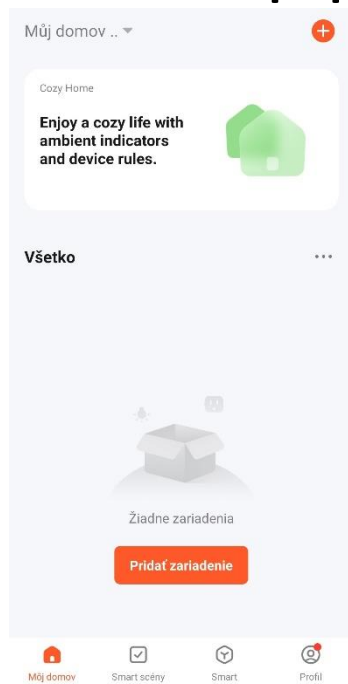 Můj domov ..
Cozy Home
Enjoy a cozy life with
ambient indicators
and device rules.
Všetko
Žiadne zariadenia
Pridať zariadenie
Môj domov
Smart scény
Smart
Profil